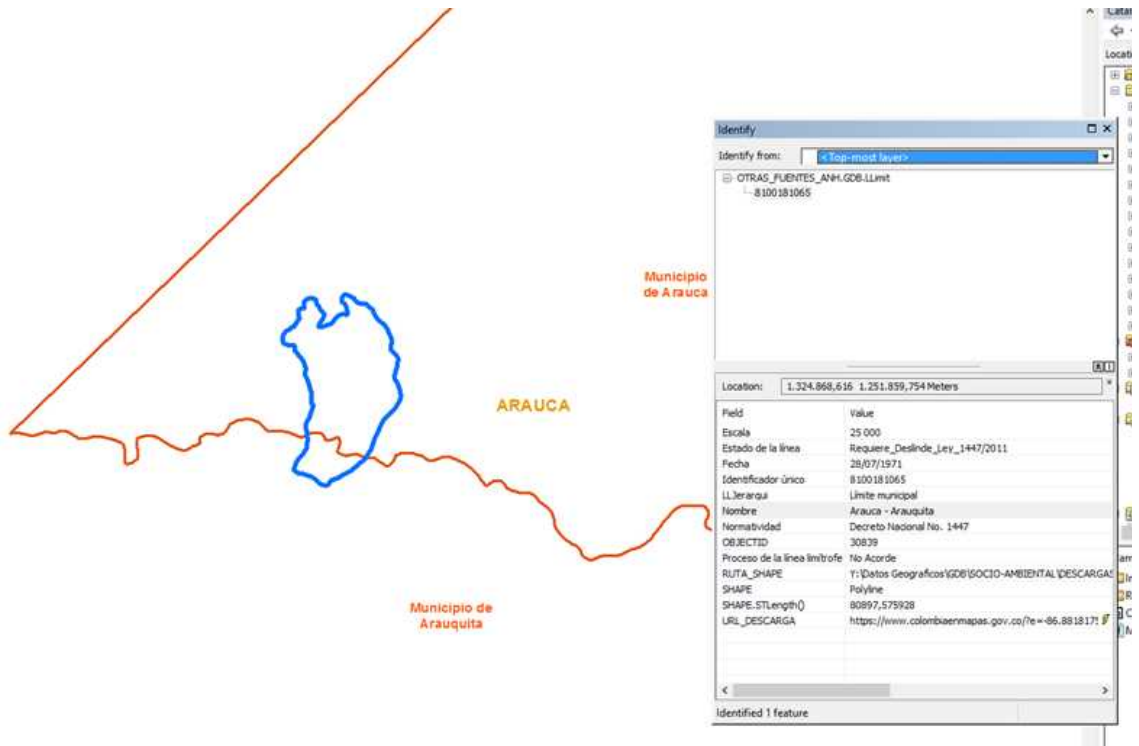 Municipio
de Arauca
ARAUCA
Municipio de
Arauquita
Locati
Identify
Identify from: <Top-most layer>
OTRAS_FUENTES_ANH.GDB.LLimit
8100181065
Location: 1.324.868,616 1.251.859,754 Meters
Field Value
Escala 25 000
Estado de la línea Requiere_Deslinde_Ley_1447/2011
Fecha 28/07/1971
Identificador único 8100181065
LLJerarqui Límite municipal
Nombre Arauca - Arauquita
Normatividad Decreto Nacional No. 1447
OBJECTID 30839
Proceso de la línea limítrofe No Acorde
RUTA_SHAPE Y:\Datos Geograficos\GDB\SOCIO-AMBIENTAL\DESCARGAS
SHAPE Polyline
SHAPE.STLength() 80897,575928
URL_DESCARGA https://www.colombiaenmapas.gov.co/?e=-86.8818175
Identified 1 feature